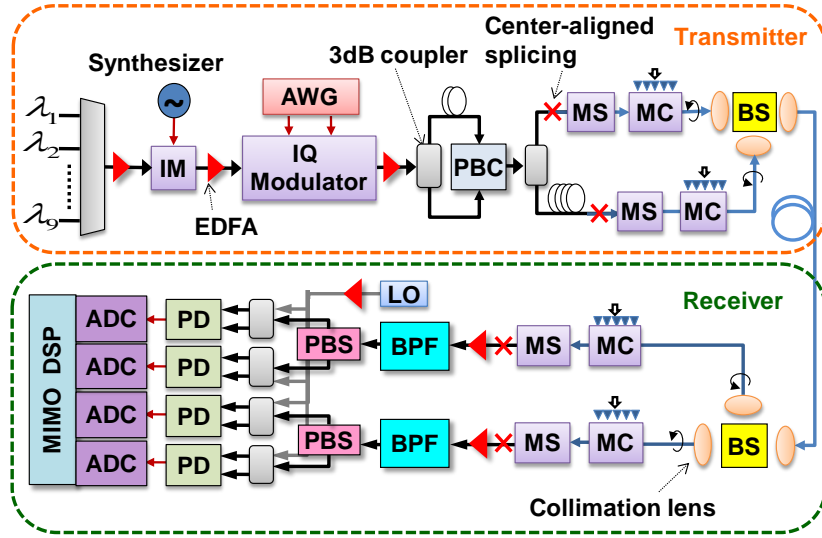 Transmitter
Center-aligned
splicing
3dB coupler
Synthesizer
~
AWG
λ1
λ2
λ9
IM
IQ
Modulator
EDFA
PBC
MS
MC
BS
MS
MC
Receiver
LO
MIMO DSP
ADC
PD
PBS
BPF
MS
MC
ADC
PD
ADC
PD
PBS
BPF
MS
MC
BS
ADC
PD
Collimation lens